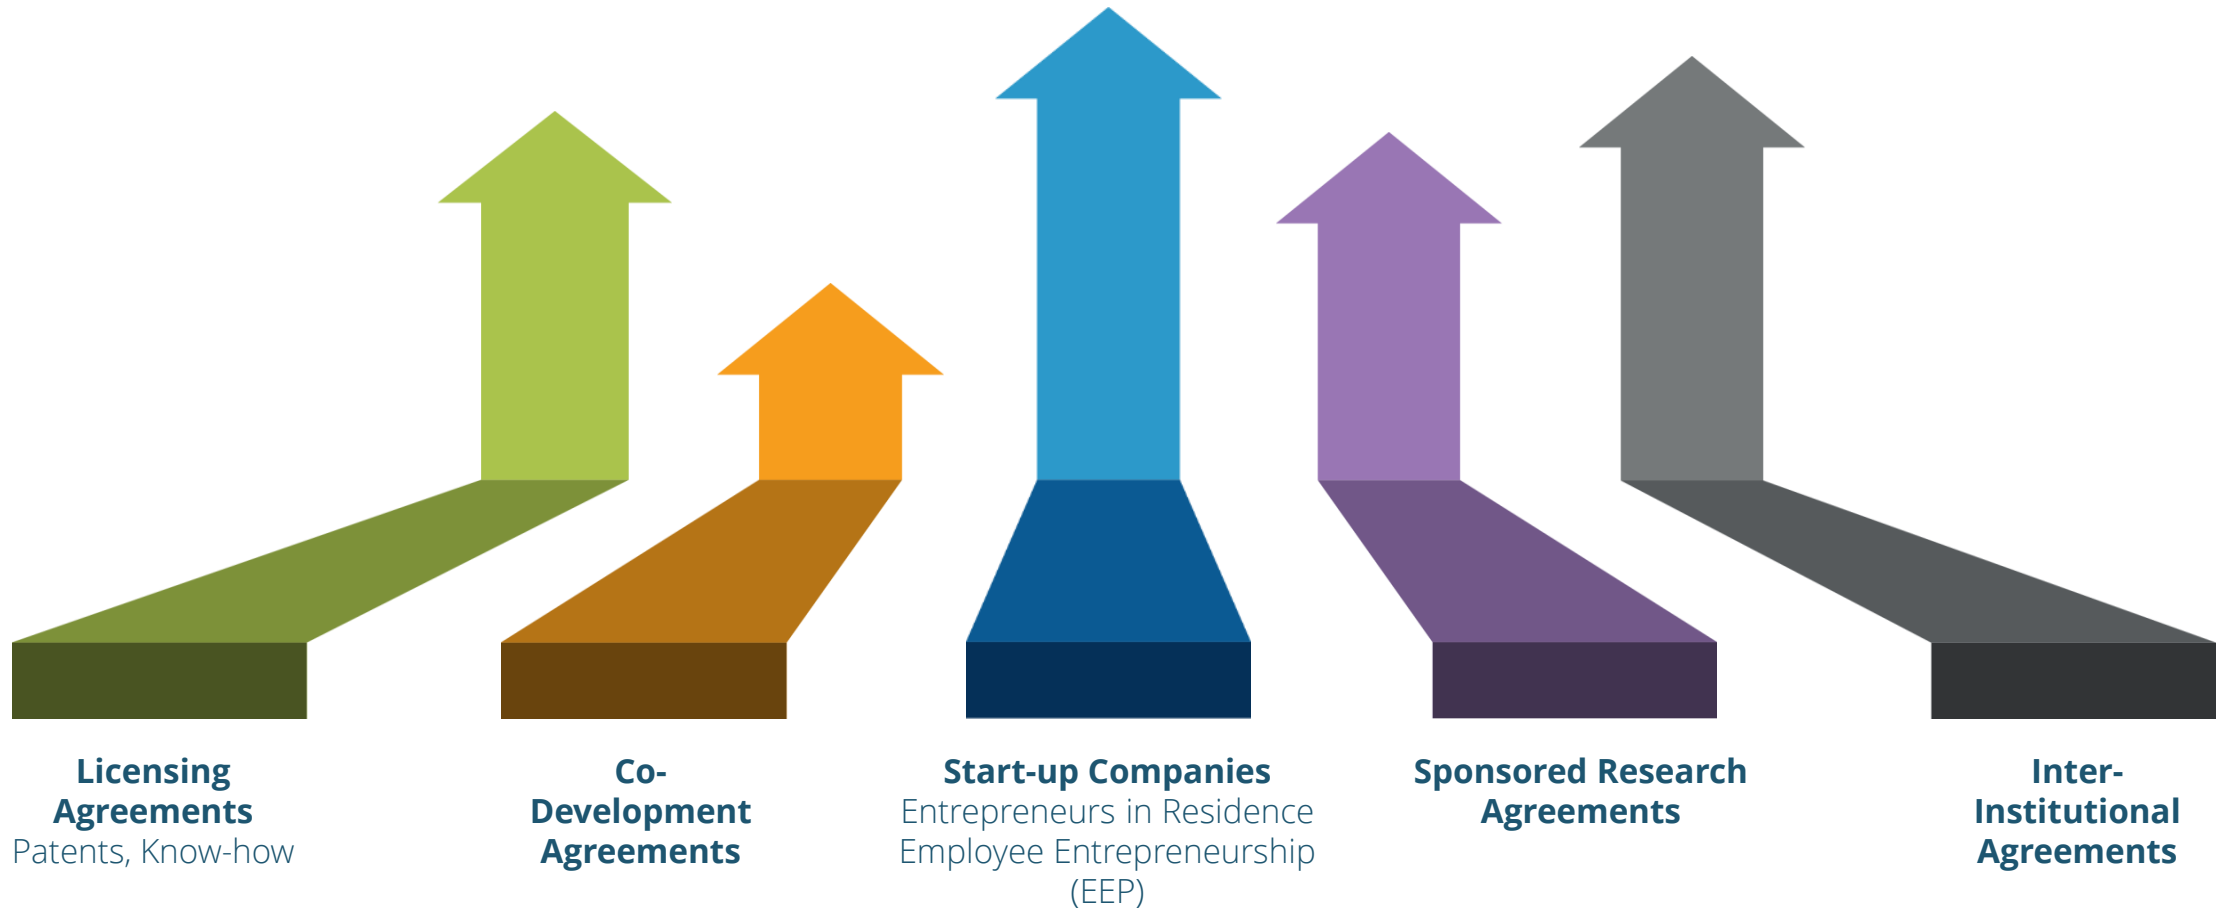 Licensing
Agreements
Patents, Know-how
Co-
Development
Agreements
Start-up Companies
Entrepreneurs in Residence
Employee Entrepreneurship
(EEP)
Sponsored Research
Agreements
Inter-
Institutional
Agreements